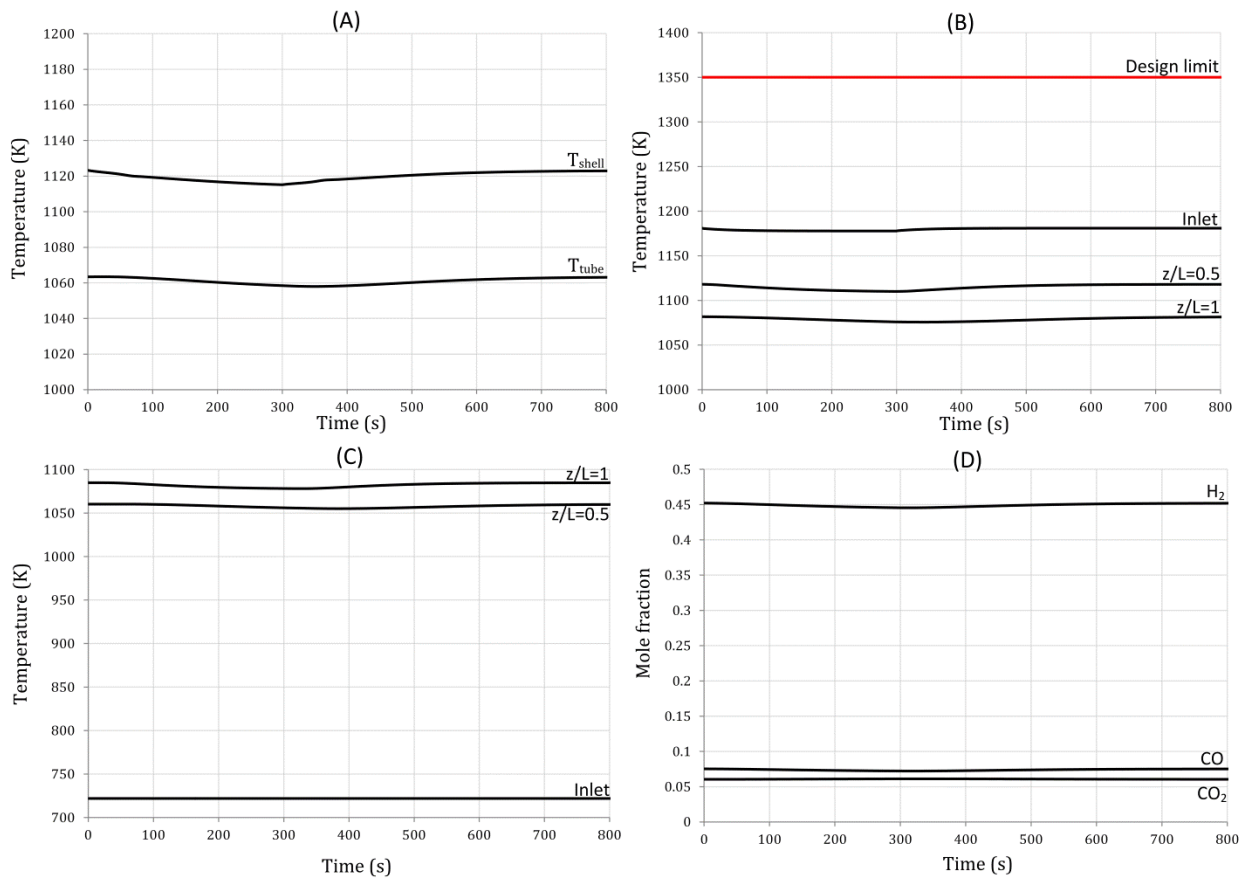 (A)
1200
1180
1160
1140
1120
1100
1080
1060
1040
1020
1000
Temperature (K)
T_shell
T_tube
0 100 200 300 400 500 600 700 800
Time (s)
(B)
1400
1350
1300
1250
1200
1150
1100
1050
1000
Temperature (K)
Design limit
Inlet
z/L=0.5
z/L=1
0 100 200 300 400 500 600 700 800
Time (s)
(C)
1100
1050
1000
950
900
850
800
750
700
Temperature (K)
z/L=1
z/L=0.5
Inlet
0 100 200 300 400 500 600 700 800
Time (s)
(D)
0.5
0.45
0.4
0.35
0.3
0.25
0.2
0.15
0.1
0.05
0
Mole fraction
H₂
CO
CO₂
0 100 200 300 400 500 600 700 800
Time (s)